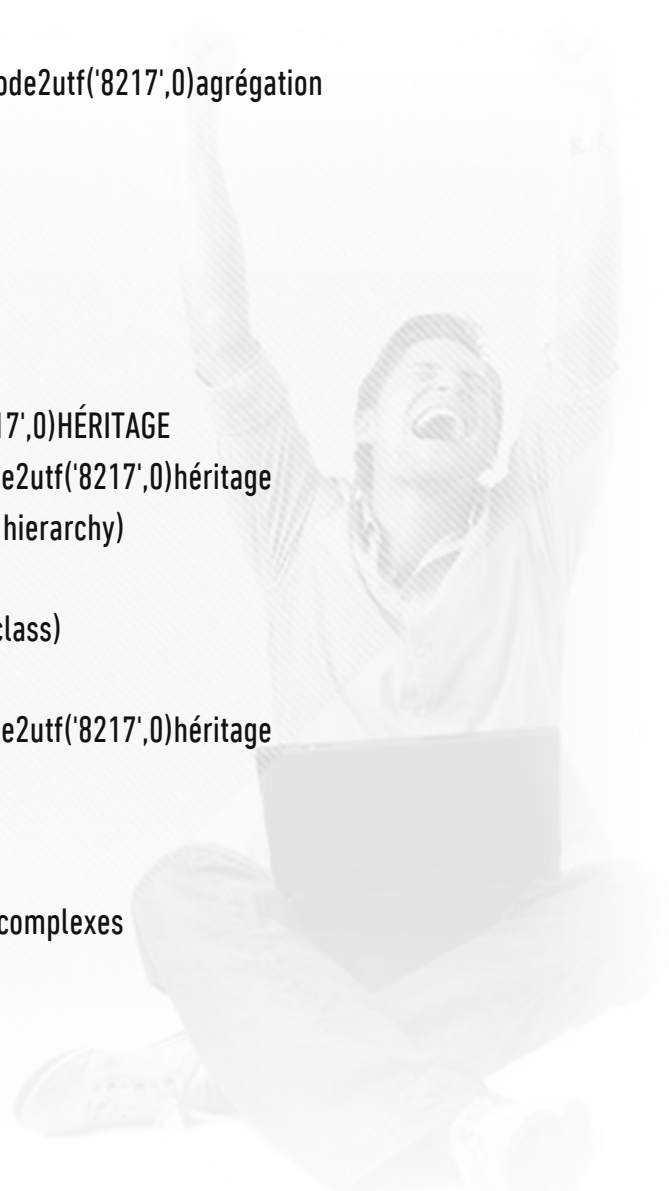 ode2utf('8217',0)agrégation
17',0)HÉRITAGE
e2utf('8217',0)héritage
hierarchy)
class)
e2utf('8217',0)héritage
complexes